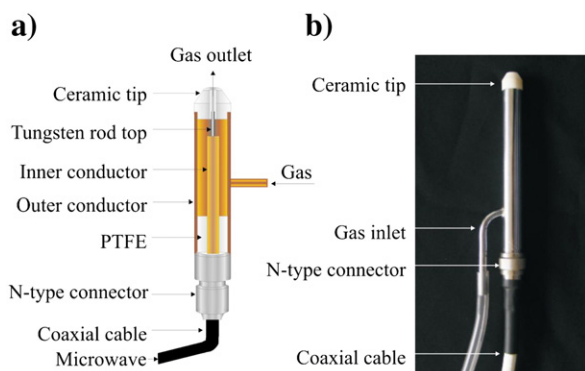 a)
Gas outlet
Ceramic tip
Tungsten rod top
Inner conductor
Gas
Outer conductor
PTFE
N-type connector
Coaxial cable
Microwave
b)
Ceramic tip
Gas inlet
N-type connector
Coaxial cable